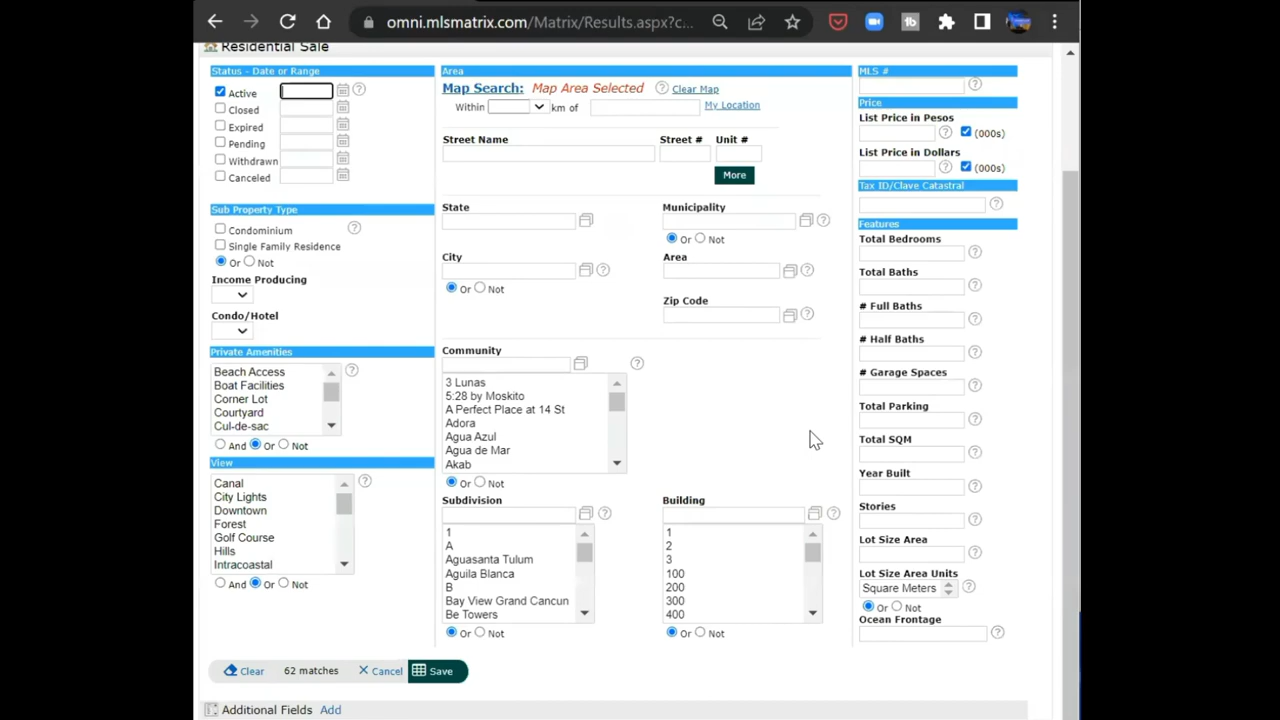 omni.mlsmatrix.com/Matrix/Results.aspx?c...
Residential Sale
Status - Date or Range
Active
Closed
Expired
Pending
Withdrawn
Canceled
Sub Property Type
Condominium
Single Family Residence
Or Not
Income Producing
Condo/Hotel
Private Amenities
Beach Access
Boat Facilities
Corner Lot
Courtyard
Cul-de-sac
And Or Not
View
Canal
City Lights
Downtown
Forest
Golf Course
Hills
Intracoastal
And Or Not
Area
Map Search: Map Area Selected Clear Map
Within km of My Location
Street Name Street # Unit #
More
State Municipality
Or Not
City Area
Or Not
Zip Code
Community
3 Lunas
5:28 by Moskito
A Perfect Place at 14 St
Adora
Agua Azul
Agua de Mar
Akab
Or Not
Subdivision
1
A
Aguasanta Tulum
Aguila Blanca
B
Bay View Grand Cancun
Be Towers
Or Not
Building
1
2
3
100
200
300
400
Or Not
MLS #
Price
List Price in Pesos
(000s)
List Price in Dollars
(000s)
Tax ID/Clave Catastral
Features
Total Bedrooms
Total Baths
# Full Baths
# Half Baths
# Garage Spaces
Total Parking
Total SQM
Year Built
Stories
Lot Size Area
Lot Size Area Units
Square Meters
Or Not
Ocean Frontage
Clear 62 matches Cancel Save
Additional Fields Add